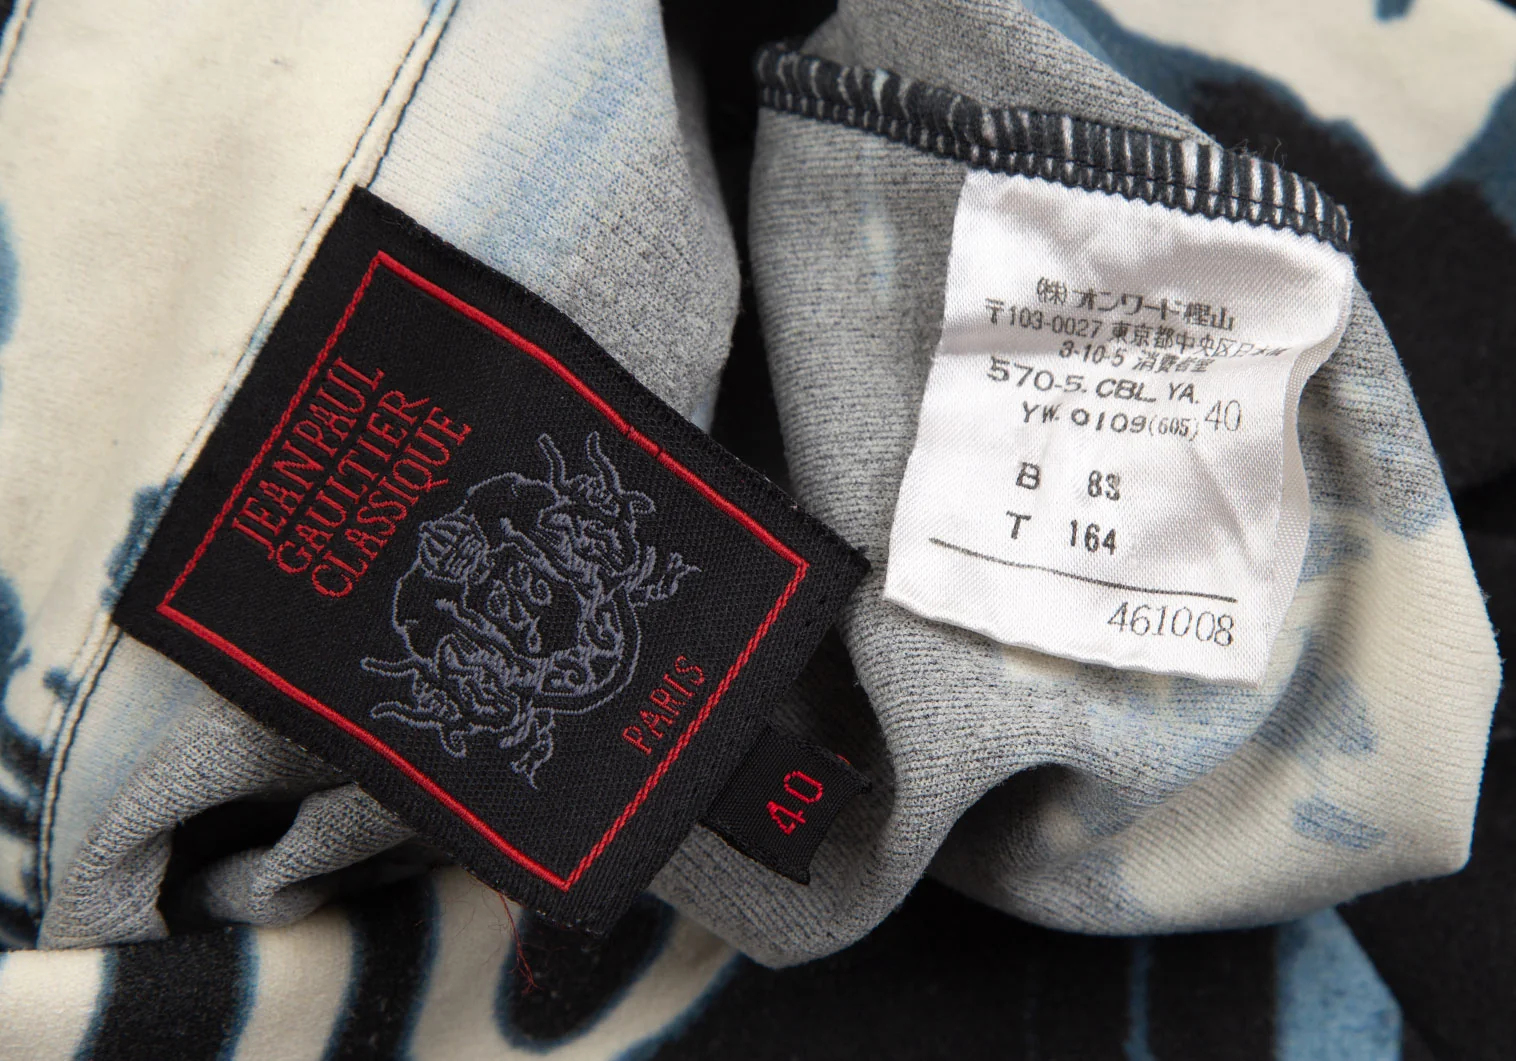 JEAN PAUL
GAULTIER
CLASSIQUE
PARIS
40
(株)オンワード樫山
〒103-0027 東京都中央区日本橋
3-10-5 消費者室
570-5. CBL. YA.
YW. 0109(605) 40
B 83
T 164
461008